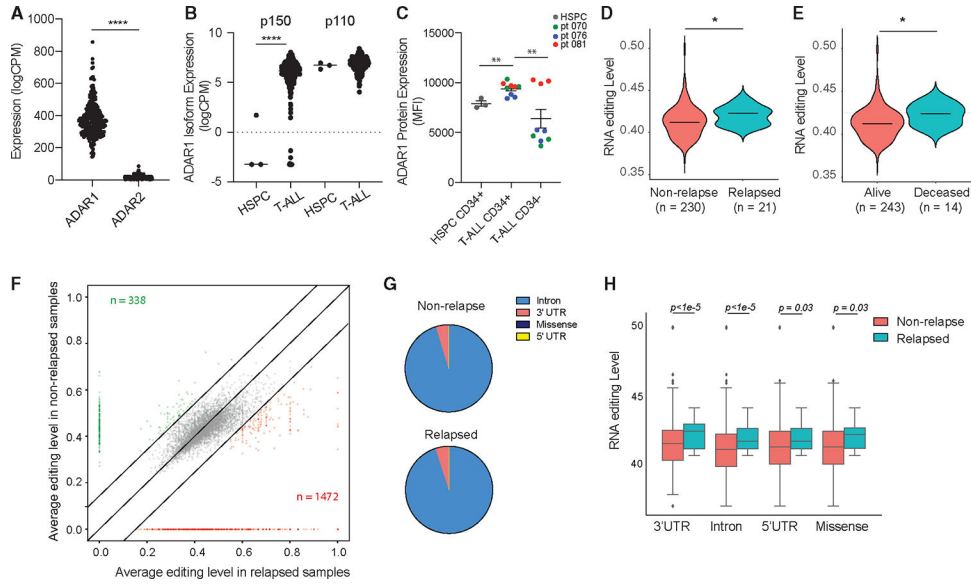 A
****
Expression (logCPM)
1000
800
600
400
200
0
ADAR1
ADAR2
B
p150
p110
****
ADAR1 Isoform Expression
(logCPM)
10
5
0
-5
HSPC
T-ALL
HSPC
T-ALL
C
HSPC
pt 070
pt 076
pt 081
**
**
ADAR1 Protein Expression
(MFI)
15000
10000
5000
0
HSPC CD34+
T-ALL CD34+
T-ALL CD34-
D
*
RNA editing Level
0.50
0.45
0.40
0.35
Non-relapse
(n = 230)
Relapsed
(n = 21)
E
*
RNA editing Level
0.50
0.45
0.40
0.35
Alive
(n = 243)
Deceased
(n = 14)
F
Average editing level in non-relapsed samples
1.0
0.8
0.6
0.4
0.2
0.0
n = 338
n = 1472
0.0
0.2
0.4
0.6
0.8
1.0
Average editing level in relapsed samples
G
Non-relapse
Intron
3' UTR
Missense
5' UTR
Relapsed
H
p<1e-5
p<1e-5
p = 0.03
p = 0.03
Non-relapse
Relapsed
RNA editing Level
50
45
40
3'UTR
Intron
5'UTR
Missense